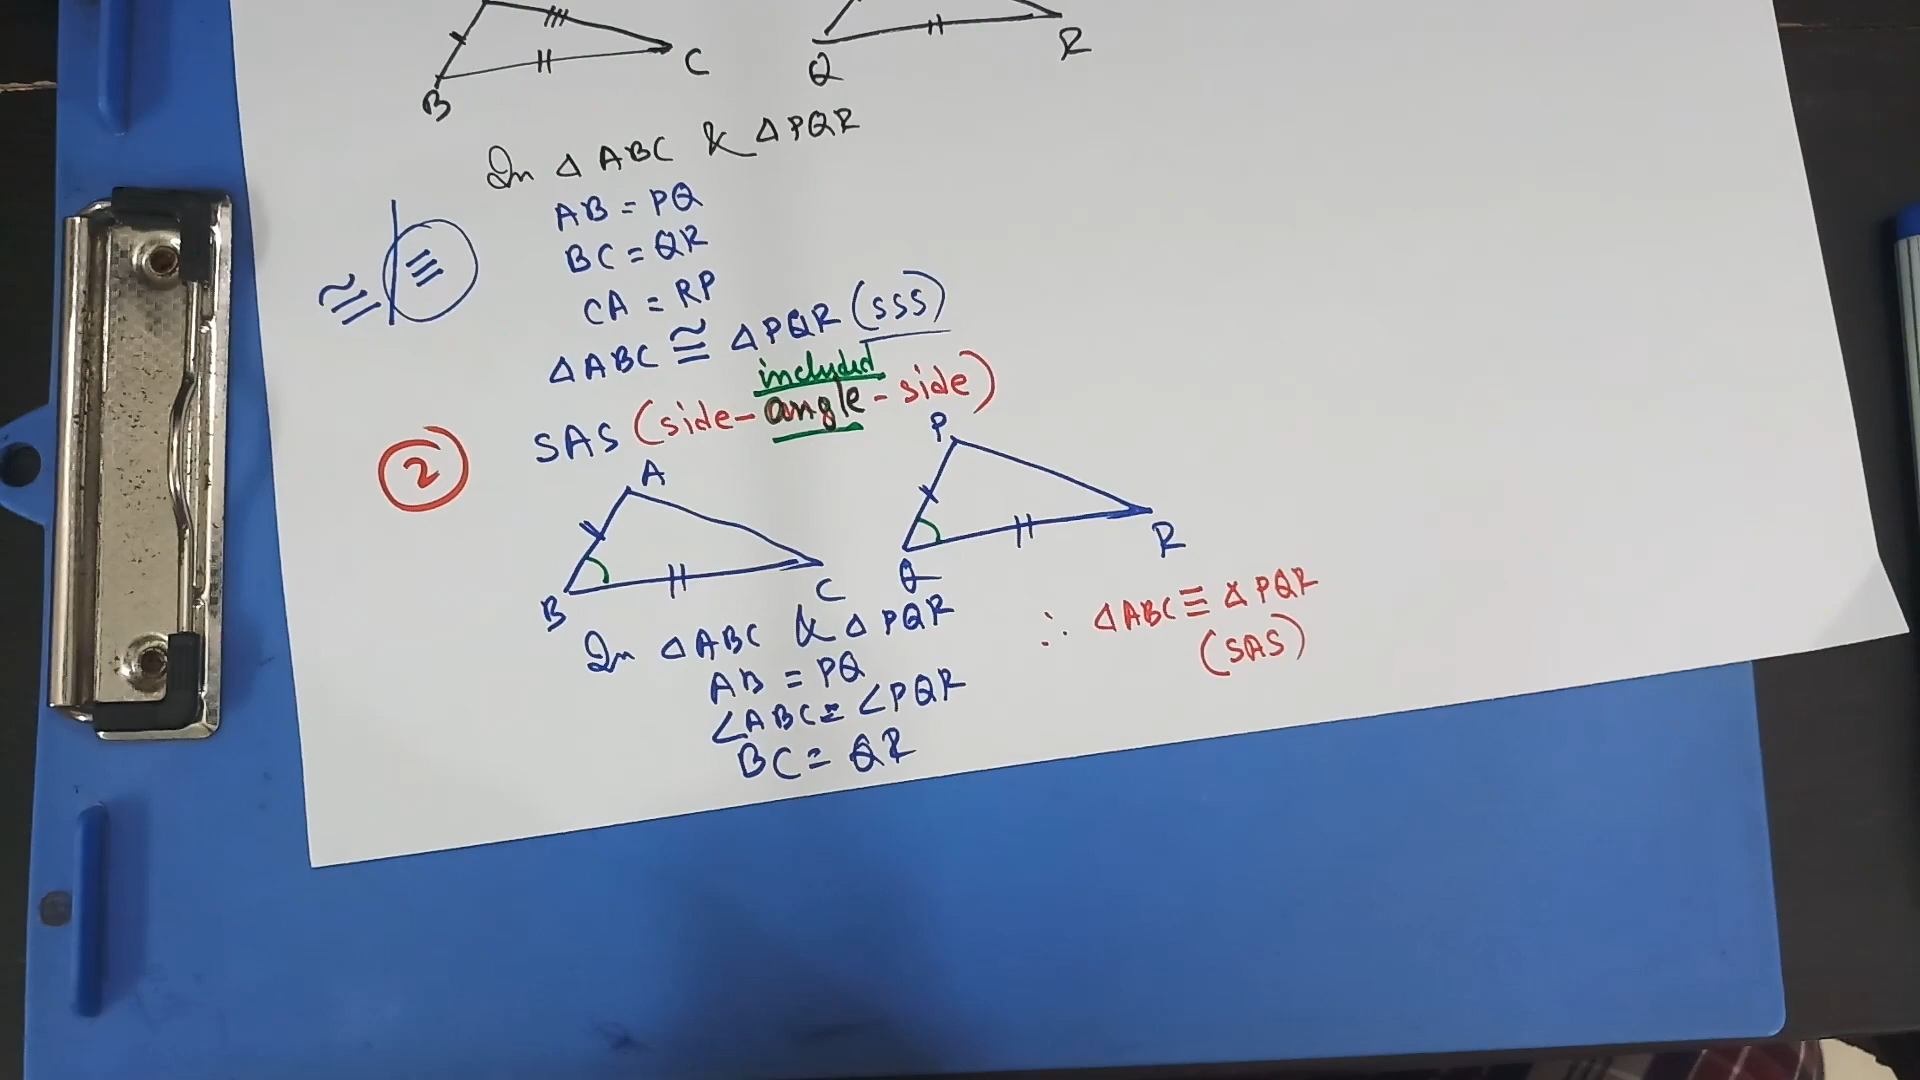 B C Q R
In △ ABC & △ PQR
AB = PQ
BC = QR
≅ | ≡
CA = RP
△ ABC ≅ △ PQR (SSS)
included
② SAS (side-angle-side)
A P
B C Q R
In △ ABC & △ PQR
AB = PQ
∠ABC = ∠PQR
BC = QR
∴ △ ABC ≡ △ PQR
(SAS)